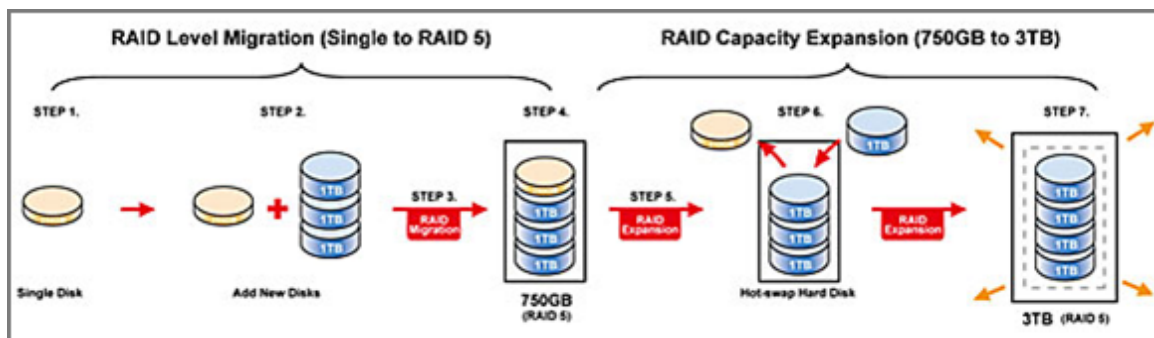 RAID Level Migration (Single to RAID 5)
RAID Capacity Expansion (750GB to 3TB)
STEP 1.
STEP 2.
STEP 4.
STEP 6.
STEP 7.
1TB
1TB
1TB
1TB
STEP 3.
RAID
Migration
1TB
1TB
1TB
STEP 5.
RAID
Expansion
1TB
1TB
1TB
RAID
Expansion
1TB
1TB
1TB
1TB
Single Disk
Add New Disks
750GB
(RAID 5)
Hot-swap Hard Disk
3TB (RAID 5)